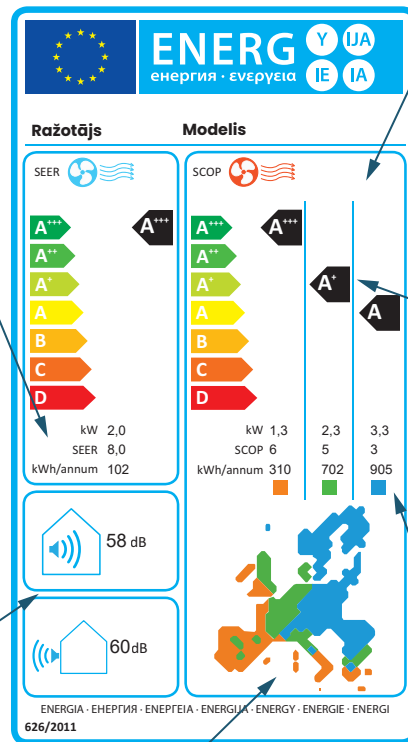 ENERG Y IJA
енергия · ενεργεια IE IA
Ražotājs Modelis
SEER SCOP
A+++ A+++ A+++ A+++
A++ A++
A+ A+ A+
A A A
B B
C C
D D
kW 2,0 kW 1,3 2,3 3,3
SEER 8,0 SCOP 6 5 3
kWh/annum 102 kWh/annum 310 702 905
58 dB
60dB
ENERGIA · ЕНЕРГИЯ · ΕΝΕΡΓΕΙΑ · ENERGIJA · ENERGY · ENERGIE · ENERGI
626/2011